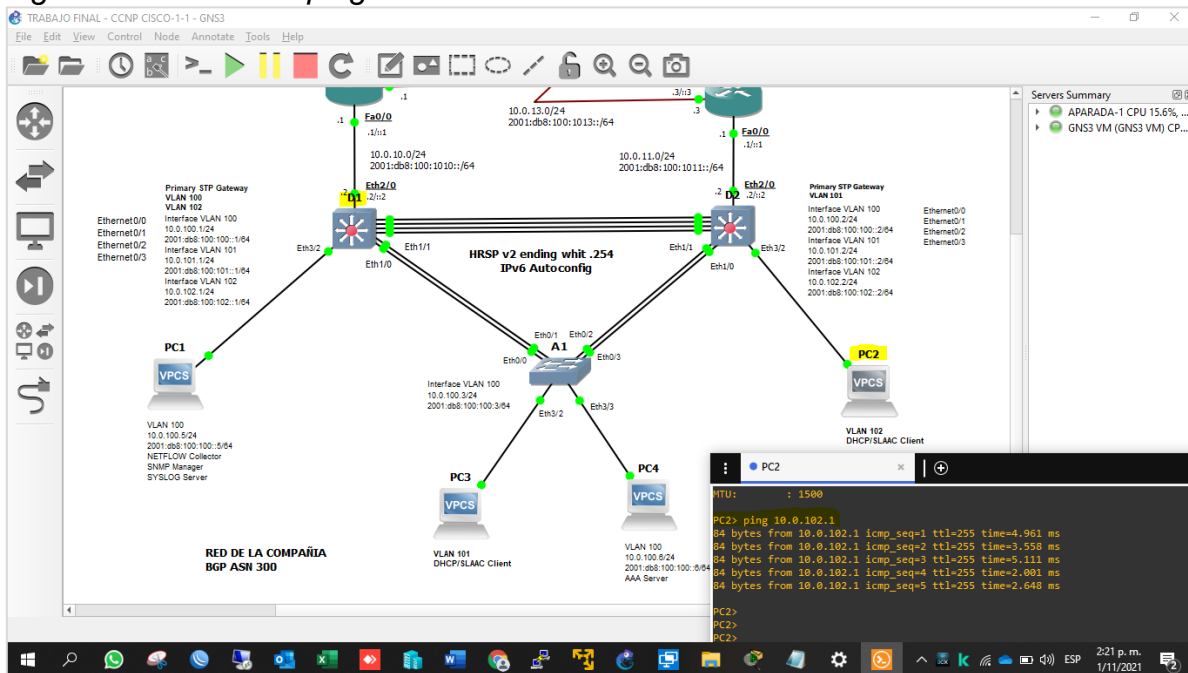 TRABAJO FINAL - CCNP CISCO-1-1 - GNS3
File Edit View Control Node Annotate Tools Help
Servers Summary
APARADA-1 CPU 15.6%, ...
GNS3 VM (GNS3 VM) CP...
.1
.1
Fa0/0
.1/::1
10.0.10.0/24
2001:db8:100:1010::/64
10.0.13.0/24
2001:db8:100:1013::/64
.3/::3
.3
.1
Fa0/0
.1/::1
10.0.11.0/24
2001:db8:100:1011::/64
Primary STP Gateway
VLAN 100
VLAN 102
Interface VLAN 100
10.0.100.1/24
2001:db8:100:100::1/64
Interface VLAN 101
10.0.101.1/24
2001:db8:100:101::1/64
Interface VLAN 102
10.0.102.1/24
2001:db8:100:102::1/64
Ethernet0/0
Ethernet0/1
Ethernet0/2
Ethernet0/3
.2
Eth2/0
D1
.2/::2
Eth3/2
Eth1/1
Eth1/0
HRSP v2 ending whit .254
IPv6 Autoconfig
.2
Eth2/0
D2
.2/::2
Eth1/1
Eth3/2
Eth1/0
Primary STP Gateway
VLAN 101
Interface VLAN 100
10.0.100.2/24
2001:db8:100:100::2/64
Interface VLAN 101
10.0.101.2/24
2001:db8:100:101::2/64
Interface VLAN 102
10.0.102.2/24
2001:db8:100:102::2/64
Ethernet0/0
Ethernet0/1
Ethernet0/2
Ethernet0/3
PC1
VPCS
VLAN 100
10.0.100.5/24
2001:db8:100:100::5/64
NETFLOW Collector
SNMP Manager
SYSLOG Server
Eth0/1
Eth0/2
A1
Eth0/0
Eth0/3
Interface VLAN 100
10.0.100.3/24
2001:db8:100:100:3/64
Eth3/2
Eth3/3
PC2
VPCS
VLAN 102
DHCP/SLAAC Client
PC3
VPCS
VLAN 101
DHCP/SLAAC Client
PC4
VPCS
VLAN 100
10.0.100.6/24
2001:db8:100:100::6/64
AAA Server
RED DE LA COMPAÑIA
BGP ASN 300
PC2
MTU: : 1500
PC2> ping 10.0.102.1
84 bytes from 10.0.102.1 icmp_seq=1 ttl=255 time=4.961 ms
84 bytes from 10.0.102.1 icmp_seq=2 ttl=255 time=3.558 ms
84 bytes from 10.0.102.1 icmp_seq=3 ttl=255 time=5.111 ms
84 bytes from 10.0.102.1 icmp_seq=4 ttl=255 time=2.001 ms
84 bytes from 10.0.102.1 icmp_seq=5 ttl=255 time=2.648 ms
PC2>
PC2>
PC2>
ESP
2:21 p. m.
1/11/2021